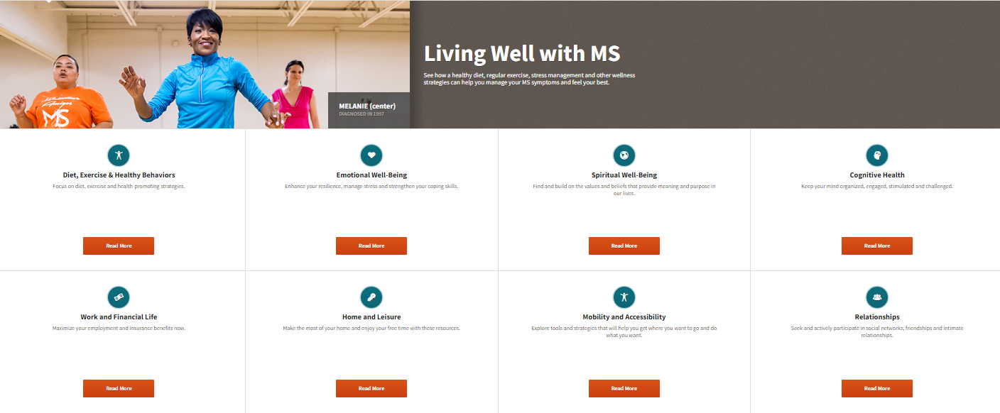 MS
MELANIE (center)
DIAGNOSED IN 1997
Living Well with MS
See how a healthy diet, regular exercise, stress management and other wellness
strategies can help you manage your MS symptoms and feel your best.
Diet, Exercise & Healthy Behaviors
Focus on diet, exercise and health promoting strategies.
Read More
Emotional Well-Being
Enhance your resilience, manage stress and strengthen your coping skills.
Read More
Spiritual Well-Being
Find and build on the values and beliefs that provide meaning and purpose in
our lives.
Read More
Cognitive Health
Keep your mind organized, engaged, stimulated and challenged.
Read More
Work and Financial Life
Maximize your employment and insurance benefits now.
Read More
Home and Leisure
Make the most of your home and enjoy your free time with these resources.
Read More
Mobility and Accessibility
Explore tools and strategies that will help you get where you want to go and do
what you want.
Read More
Relationships
Seek and actively participate in social networks, friendships and intimate
relationships.
Read More